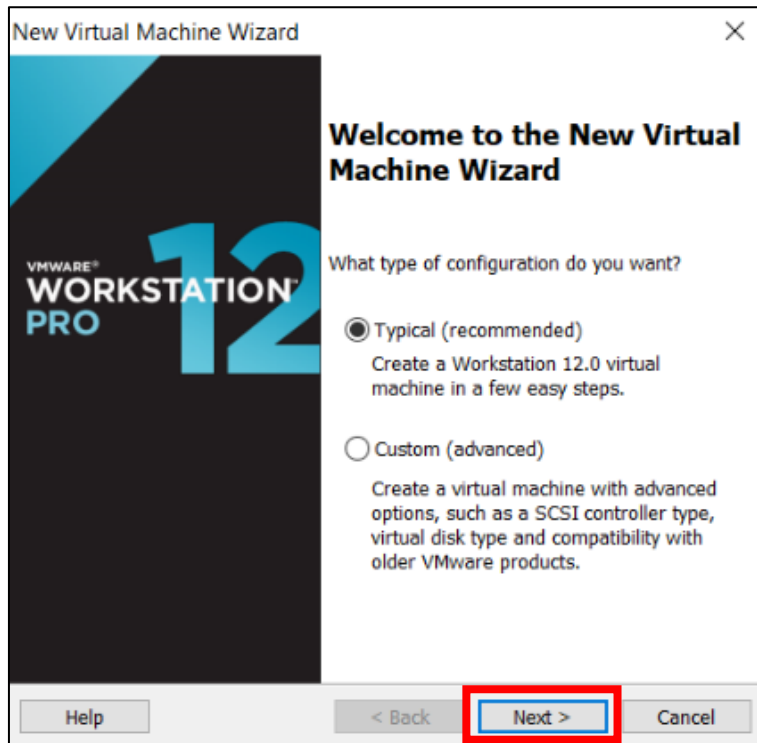 New Virtual Machine Wizard
Welcome to the New Virtual
Machine Wizard
VMWARE®
WORKSTATION™
PRO
12
What type of configuration do you want?
Typical (recommended)
Create a Workstation 12.0 virtual
machine in a few easy steps.
Custom (advanced)
Create a virtual machine with advanced
options, such as a SCSI controller type,
virtual disk type and compatibility with
older VMware products.
Help
< Back
Next >
Cancel